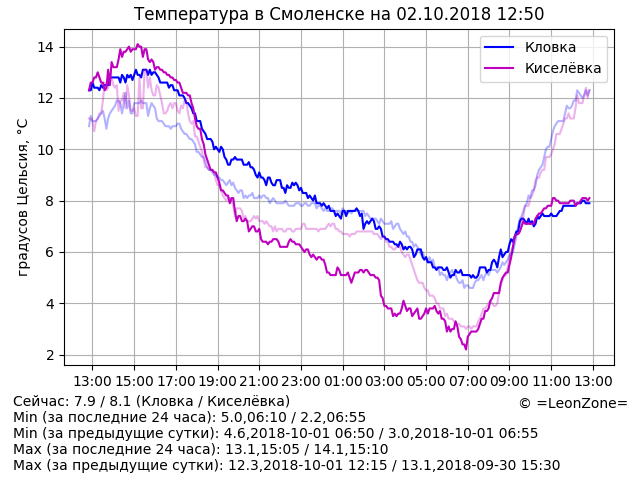 Температура в Смоленске на 02.10.2018 12:50
Кловка
Киселёвка
градусов Цельсия, °C
14
12
10
8
6
4
2
13:00 15:00 17:00 19:00 21:00 23:00 01:00 03:00 05:00 07:00 09:00 11:00 13:00
© =LeonZone=
Сейчас: 7.9 / 8.1 (Кловка / Киселёвка)
Min (за последние 24 часа): 5.0,06:10 / 2.2,06:55
Min (за предыдущие сутки): 4.6,2018-10-01 06:50 / 3.0,2018-10-01 06:55
Max (за последние 24 часа): 13.1,15:05 / 14.1,15:10
Max (за предыдущие сутки): 12.3,2018-10-01 12:15 / 13.1,2018-09-30 15:30